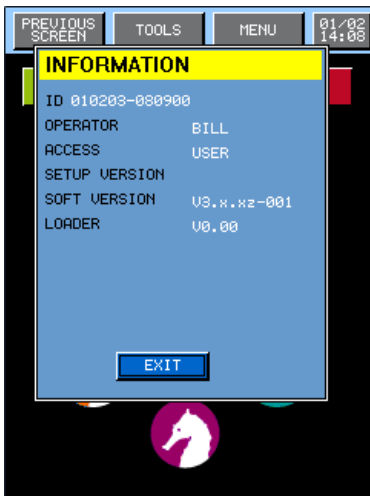 PREVIOUS SCREEN
TOOLS
MENU
01/02
14:08
INFORMATION
ID 010203-080900
OPERATOR BILL
ACCESS USER
SETUP VERSION
SOFT VERSION V3.x.xz-001
LOADER V0.00
EXIT